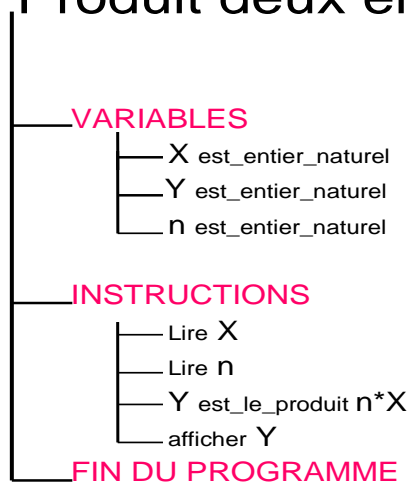 Produit deux
VARIABLES
X est_entier_naturel
Y est_entier_naturel
n est_entier_naturel
INSTRUCTIONS
Lire X
Lire n
Y est_le_produit n*X
afficher Y
FIN DU PROGRAMME